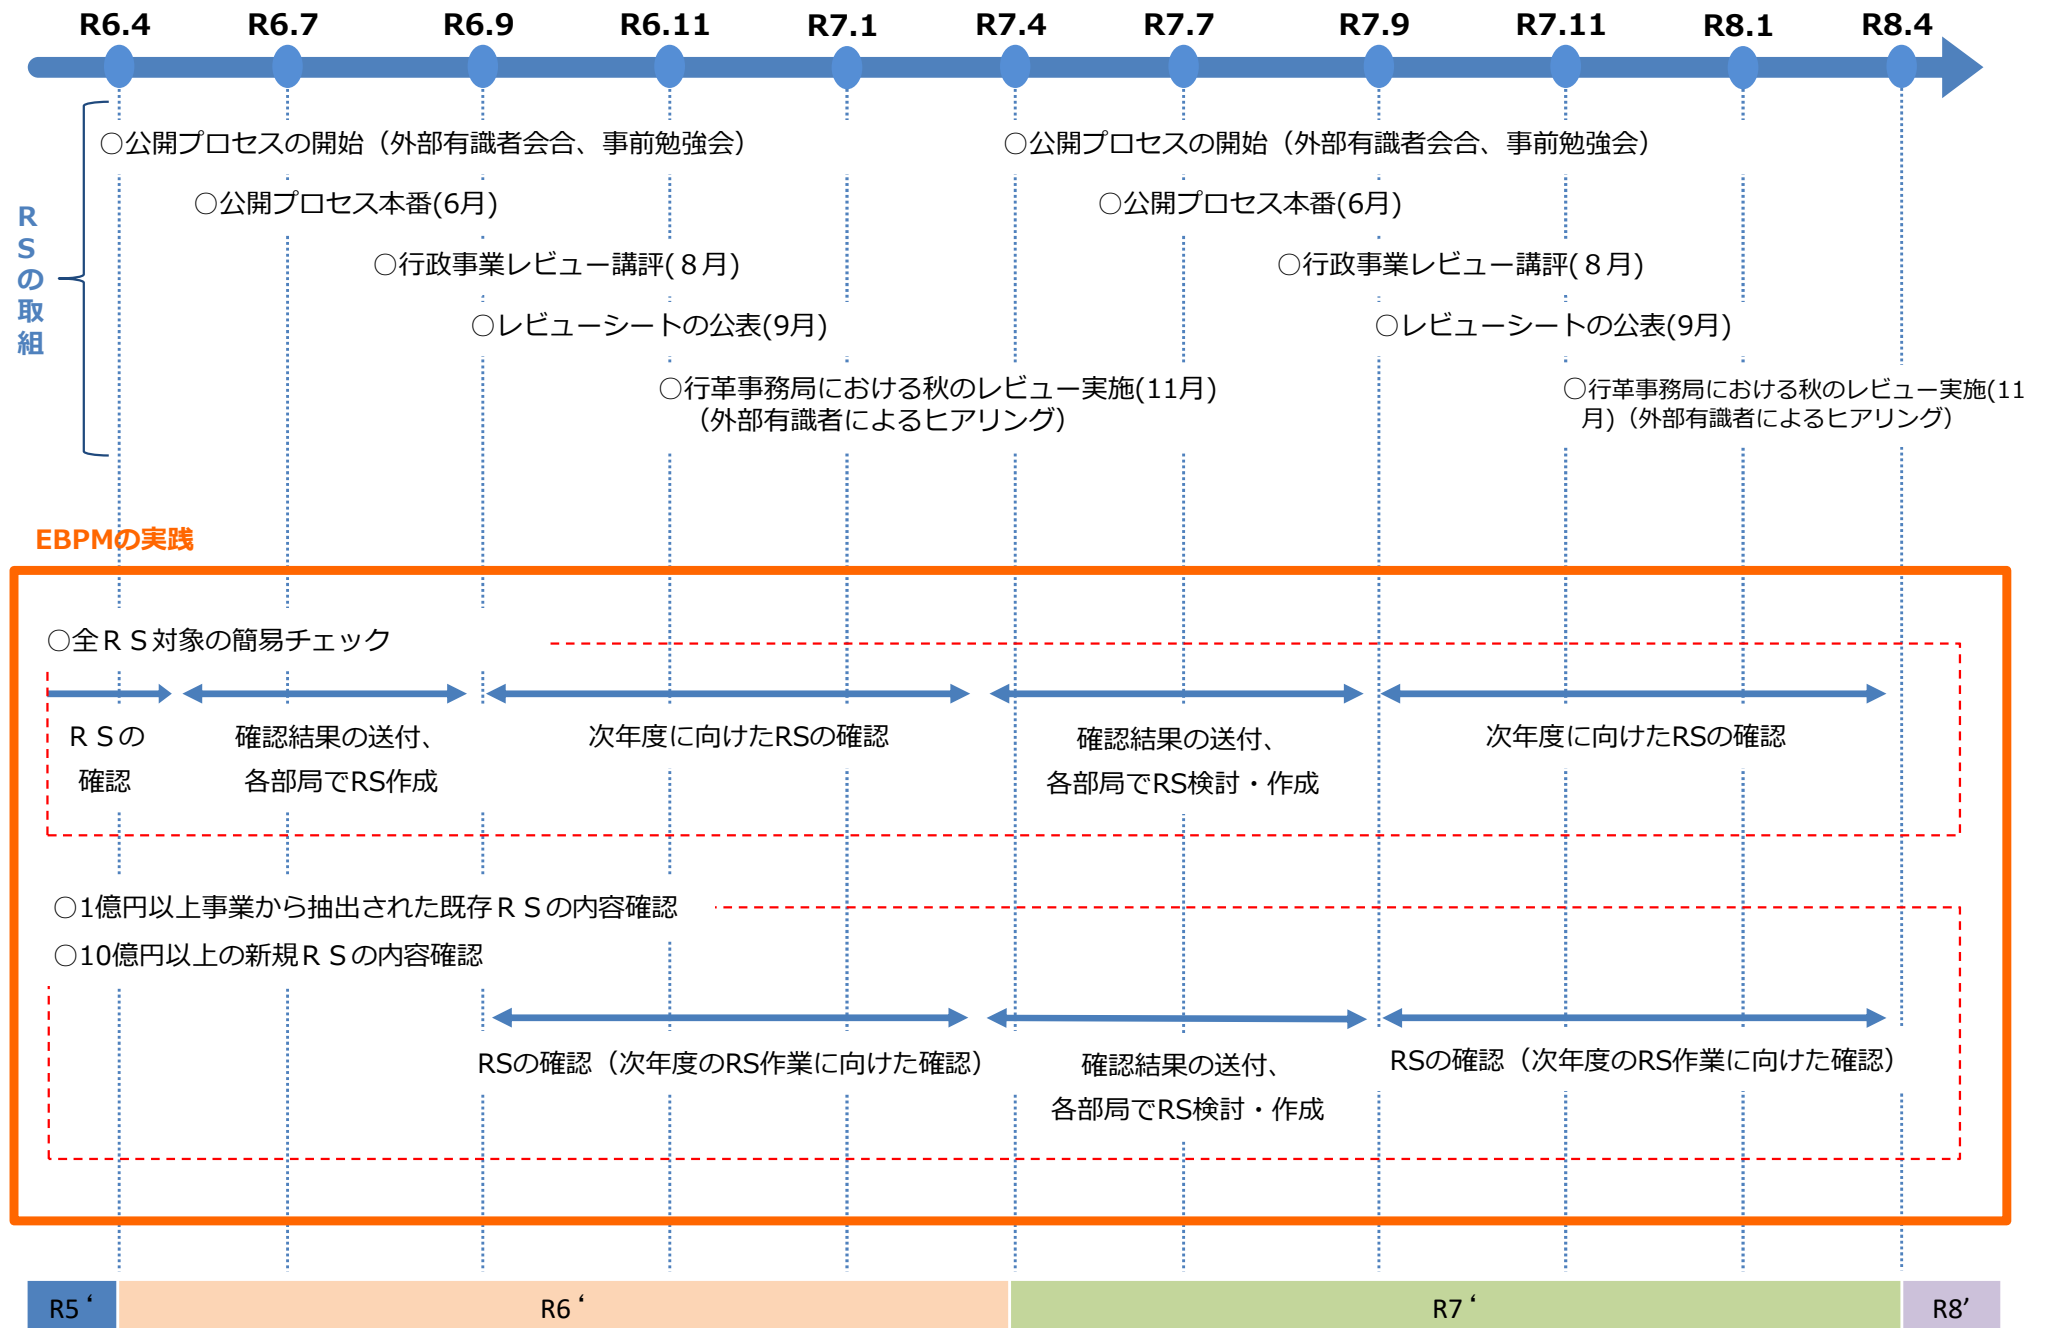 R6.4 R6.7 R6.9 R6.11 R7.1 R7.4 R7.7 R7.9 R7.11 R8.1 R8.4
RSの取組
○公開プロセスの開始（外部有識者会合、事前勉強会）
○公開プロセス本番(6月)
○行政事業レビュー講評(８月)
○レビューシートの公表(9月)
○行革事務局における秋のレビュー実施(11月)
（外部有識者によるヒアリング）
○公開プロセスの開始（外部有識者会合、事前勉強会）
○公開プロセス本番(6月)
○行政事業レビュー講評(８月)
○レビューシートの公表(9月)
○行革事務局における秋のレビュー実施(11
月)（外部有識者によるヒアリング）
EBPMの実践
○全ＲＳ対象の簡易チェック
ＲＳの
確認
確認結果の送付、
各部局でRS作成
次年度に向けたRSの確認
確認結果の送付、
各部局でRS検討・作成
次年度に向けたRSの確認
○1億円以上事業から抽出された既存ＲＳの内容確認
○10億円以上の新規ＲＳの内容確認
RSの確認（次年度のRS作業に向けた確認）
確認結果の送付、
各部局でRS検討・作成
RSの確認（次年度のRS作業に向けた確認）
R5‘ R6‘ R7‘ R8’